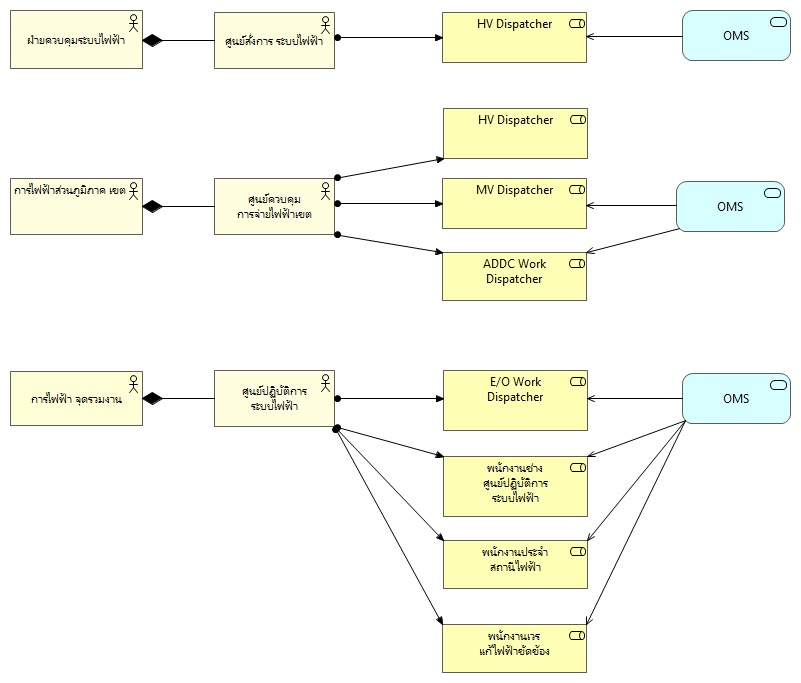 ฝ่ายควบคุมระบบไฟฟ้า
ศูนย์สั่งการ ระบบไฟฟ้า
HV Dispatcher
OMS
HV Dispatcher
การไฟฟ้าส่วนภูมิภาค เขต
ศูนย์ควบคุม
การจ่ายไฟฟ้าเขต
MV Dispatcher
OMS
ADDC Work
Dispatcher
การไฟฟ้า จุดรวมงาน
ศูนย์ปฏิบัติการ
ระบบไฟฟ้า
E/O Work
Dispatcher
OMS
พนักงานช่าง
ศูนย์ปฏิบัติการ
ระบบไฟฟ้า
พนักงานประจำ
สถานีไฟฟ้า
พนักงานเวร
แก้ไฟฟ้าขัดข้อง